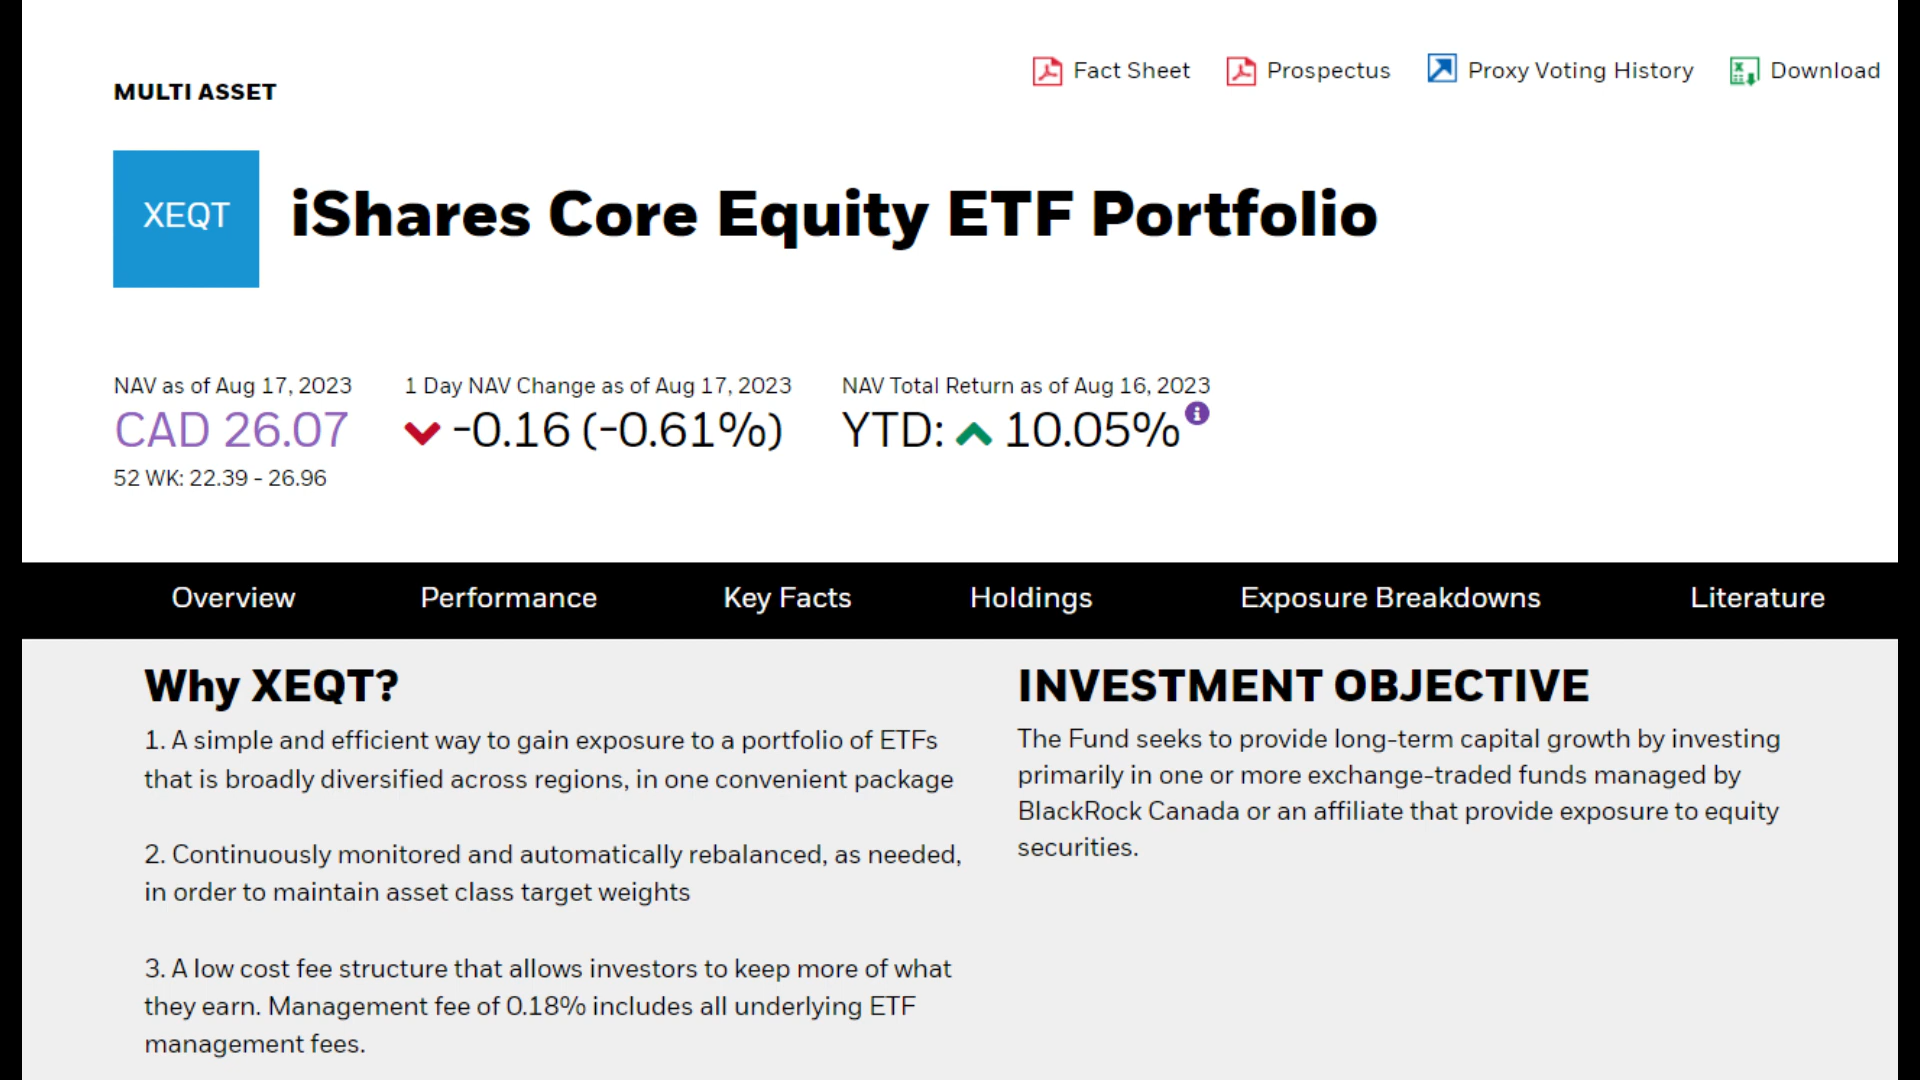 Fact Sheet Prospectus Proxy Voting History Download
MULTI ASSET
XEQT
iShares Core Equity ETF Portfolio
NAV as of Aug 17, 2023
CAD 26.07
52 WK: 22.39 - 26.96
1 Day NAV Change as of Aug 17, 2023
-0.16 (-0.61%)
NAV Total Return as of Aug 16, 2023
YTD: 10.05%
Overview Performance Key Facts Holdings Exposure Breakdowns Literature
Why XEQT?
1. A simple and efficient way to gain exposure to a portfolio of ETFs
that is broadly diversified across regions, in one convenient package
2. Continuously monitored and automatically rebalanced, as needed,
in order to maintain asset class target weights
3. A low cost fee structure that allows investors to keep more of what
they earn. Management fee of 0.18% includes all underlying ETF
management fees.
INVESTMENT OBJECTIVE
The Fund seeks to provide long-term capital growth by investing
primarily in one or more exchange-traded funds managed by
BlackRock Canada or an affiliate that provide exposure to equity
securities.